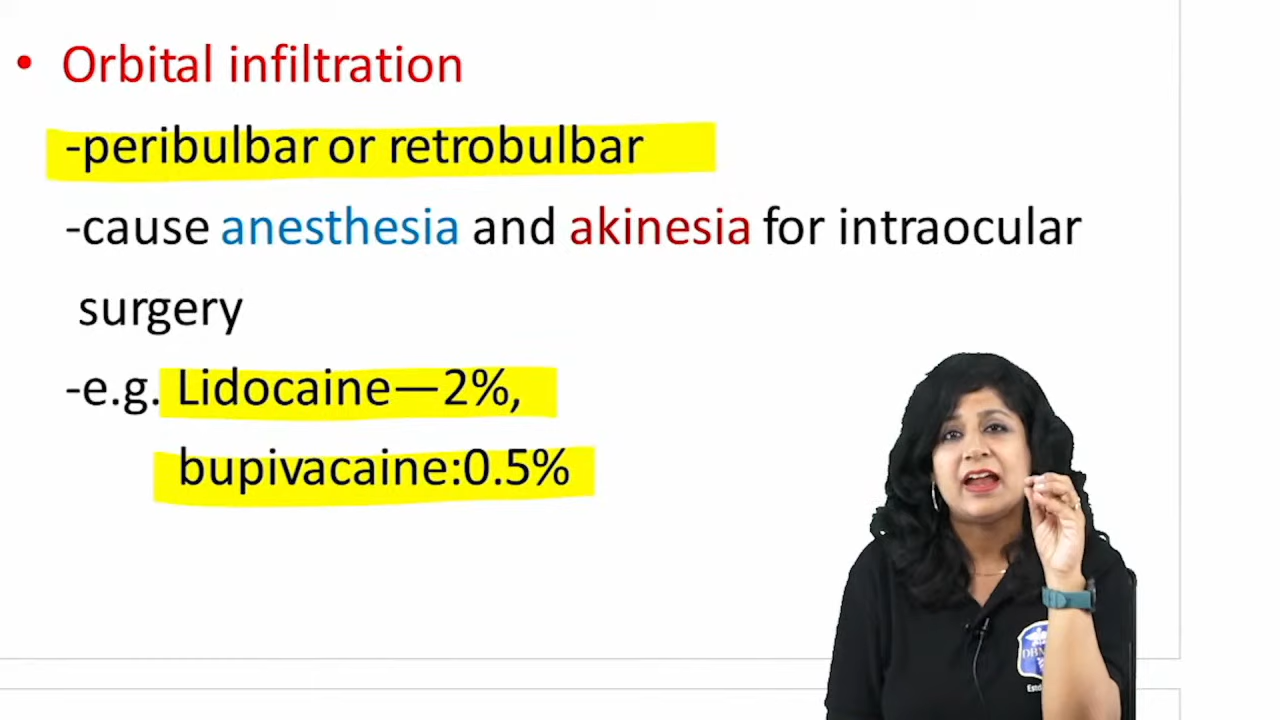 • Orbital infiltration
-peribulbar or retrobulbar
-cause anesthesia and akinesia for intraocular
surgery
-e.g. Lidocaine—2%,
bupivacaine:0.5%